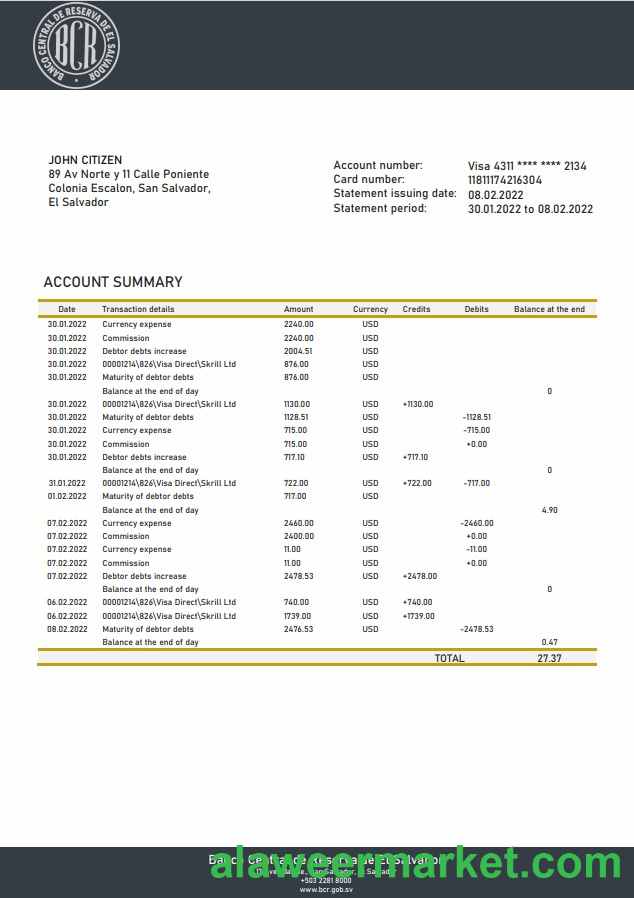 BANCO CENTRAL DE RESERVA DE EL SALVADOR
BCR
JOHN CITIZEN
89 Av Norte y 11 Calle Poniente
Colonia Escalon, San Salvador,
El Salvador
Account number: Visa 4311 **** **** 2134
Card number: 11811174216304
Statement issuing date: 08.02.2022
Statement period: 30.01.2022 to 08.02.2022
ACCOUNT SUMMARY
Date Transaction details Amount Currency Credits Debits Balance at the end
30.01.2022 Currency expense 2240.00 USD
30.01.2022 Commission 2240.00 USD
30.01.2022 Debtor debts increase 2004.51 USD
30.01.2022 00001214\826\Visa Direct\Skrill Ltd 876.00 USD
30.01.2022 Maturity of debtor debts 876.00 USD
Balance at the end of day 0
30.01.2022 00001214\826\Visa Direct\Skrill Ltd 1130.00 USD +1130.00
30.01.2022 Maturity of debtor debts 1128.51 USD -1128.51
30.01.2022 Currency expense 715.00 USD -715.00
30.01.2022 Commission 715.00 USD +0.00
30.01.2022 Debtor debts increase 717.10 USD +717.10
Balance at the end of day 0
31.01.2022 00001214\826\Visa Direct\Skrill Ltd 722.00 USD +722.00 -717.00
01.02.2022 Maturity of debtor debts 717.00 USD
Balance at the end of day 4.90
07.02.2022 Currency expense 2460.00 USD -2460.00
07.02.2022 Commission 2400.00 USD +0.00
07.02.2022 Currency expense 11.00 USD -11.00
07.02.2022 Commission 11.00 USD +0.00
07.02.2022 Debtor debts increase 2478.53 USD +2478.00
Balance at the end of day 0
06.02.2022 00001214\826\Visa Direct\Skrill Ltd 740.00 USD +740.00
06.02.2022 00001214\826\Visa Direct\Skrill Ltd 1739.00 USD +1739.00
08.02.2022 Maturity of debtor debts 2476.53 USD -2478.53
Balance at the end of day 0.47
TOTAL 27.37
Banco Central de Reserva de El Salvador
alaweermarket.com
San Salvador, El Salvador
+503 2281 8000
www.bcr.gob.sv